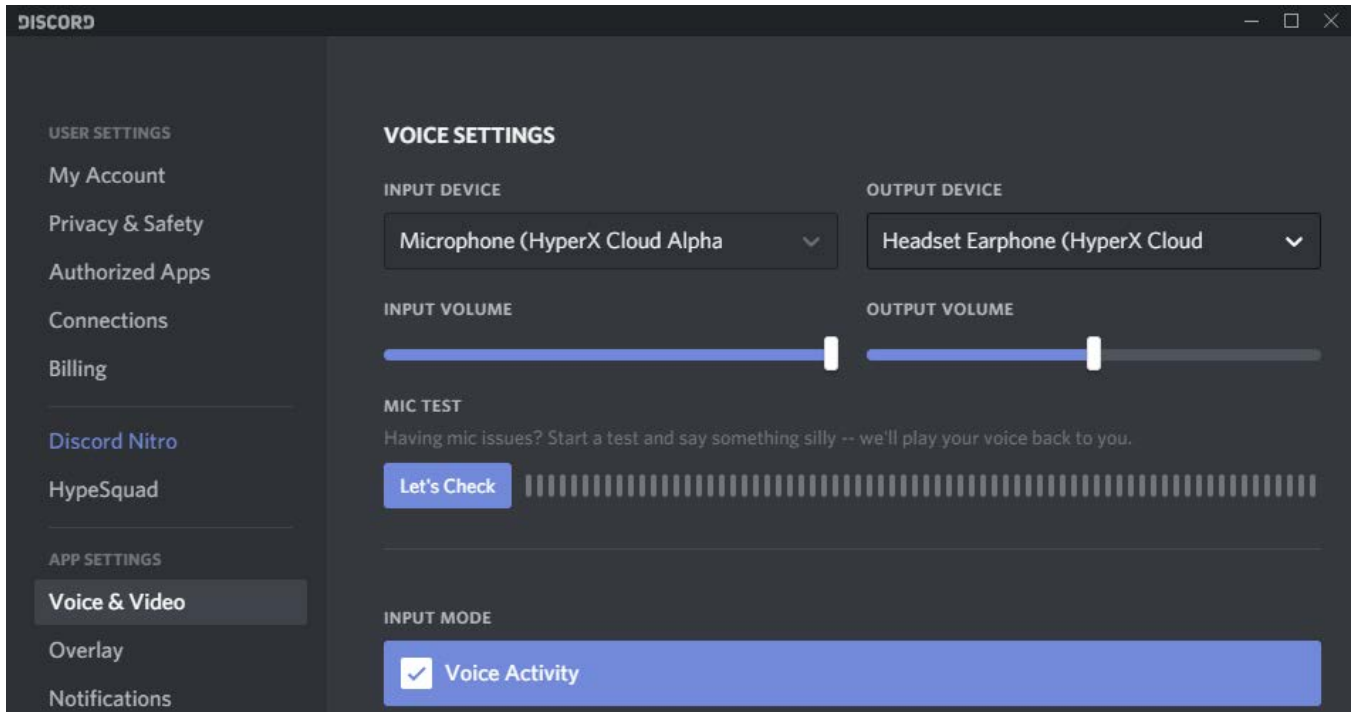 DISCORD
USER SETTINGS
My Account
Privacy & Safety
Authorized Apps
Connections
Billing
Discord Nitro
HypeSquad
APP SETTINGS
Voice & Video
Overlay
Notifications
VOICE SETTINGS
INPUT DEVICE
Microphone (HyperX Cloud Alpha
OUTPUT DEVICE
Headset Earphone (HyperX Cloud
INPUT VOLUME
OUTPUT VOLUME
MIC TEST
Having mic issues? Start a test and say something silly -- we'll play your voice back to you.
Let's Check
INPUT MODE
Voice Activity